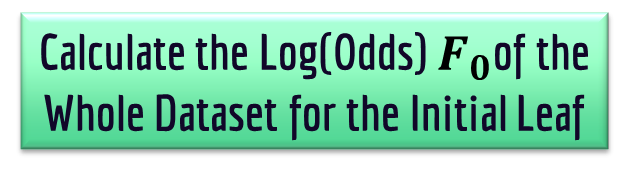 Calculate the Log(Odds) F₀ of the
Whole Dataset for the Initial Leaf